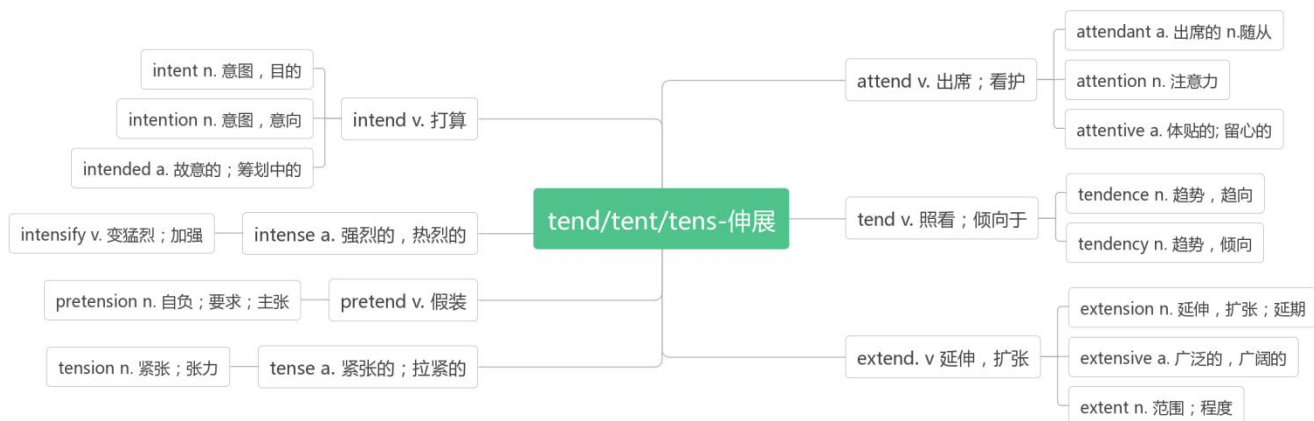 tend/tent/tens-伸展
intend v. 打算
intent n. 意图，目的
intention n. 意图，意向
intended a. 故意的；筹划中的
intense a. 强烈的，热烈的
intensify v. 变猛烈；加强
pretend v. 假装
pretension n. 自负；要求；主张
tense a. 紧张的；拉紧的
tension n. 紧张；张力
attend v. 出席；看护
attendant a. 出席的 n.随从
attention n. 注意力
attentive a. 体贴的; 留心的
tend v. 照看；倾向于
tendence n. 趋势，趋向
tendency n. 趋势，倾向
extend. v 延伸，扩张
extension n. 延伸，扩张；延期
extensive a. 广泛的，广阔的
extent n. 范围；程度